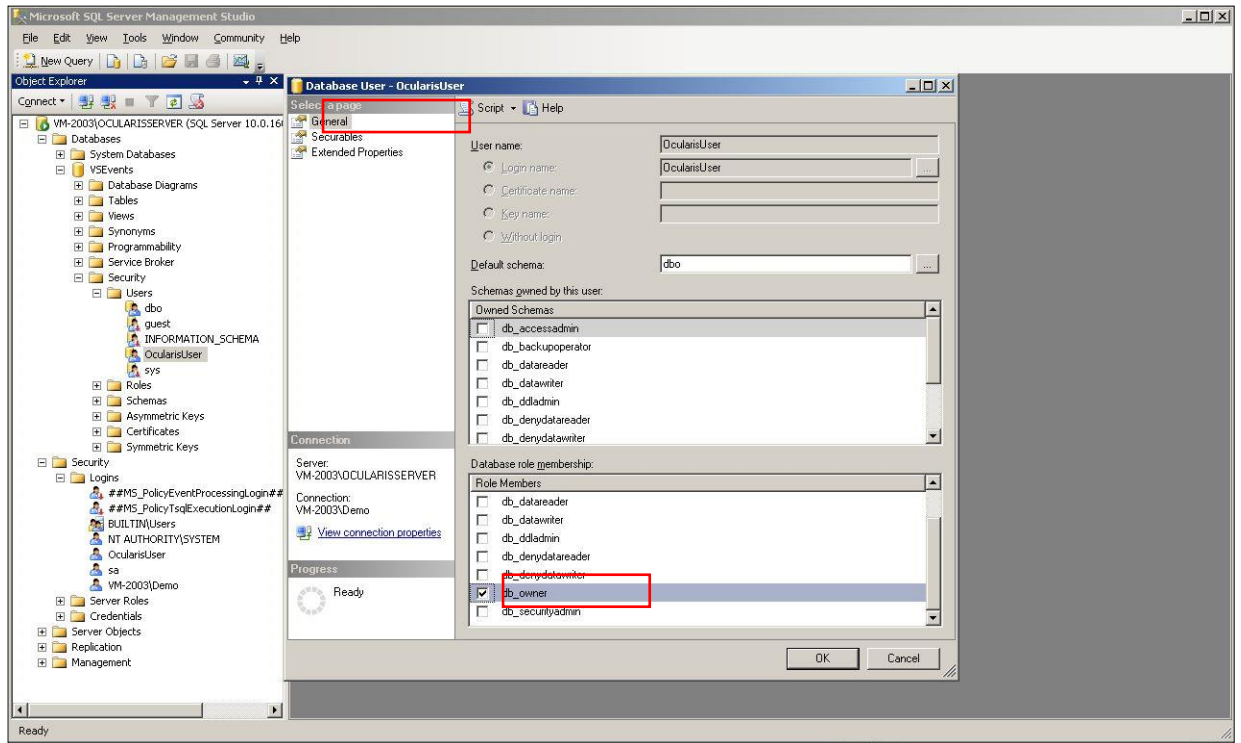 Microsoft SQL Server Management Studio
File Edit View Tools Window Community Help
New Query
Object Explorer
Connect
VM-2003\OCULARISSERVER (SQL Server 10.0.16
Databases
System Databases
VSEvents
Database Diagrams
Tables
Views
Synonyms
Programmability
Service Broker
Security
Users
dbo
guest
INFORMATION_SCHEMA
OcularisUser
sys
Roles
Schemas
Asymmetric Keys
Certificates
Symmetric Keys
Security
Logins
##MS_PolicyEventProcessingLogin##
##MS_PolicyTsqlExecutionLogin##
BUILTIN\Users
NT AUTHORITY\SYSTEM
OcularisUser
sa
VM-2003\Demo
Server Roles
Credentials
Server Objects
Replication
Management
Database User - OcularisUser
Select a page
General
Securables
Extended Properties
Connection
Server:
VM-2003\OCULARISSERVER
Connection:
VM-2003\Demo
View connection properties
Progress
Ready
Script Help
User name: OcularisUser
Login name: OcularisUser ...
Certificate name:
Key name:
Without login
Default schema: dbo ...
Schemas owned by this user:
Owned Schemas
db_accessadmin
db_backupoperator
db_datareader
db_datawriter
db_ddladmin
db_denydatareader
db_denydatawriter
Database role membership:
Role Members
db_datareader
db_datawriter
db_ddladmin
db_denydatareader
db_denydatawriter
db_owner
db_securityadmin
OK Cancel
Ready